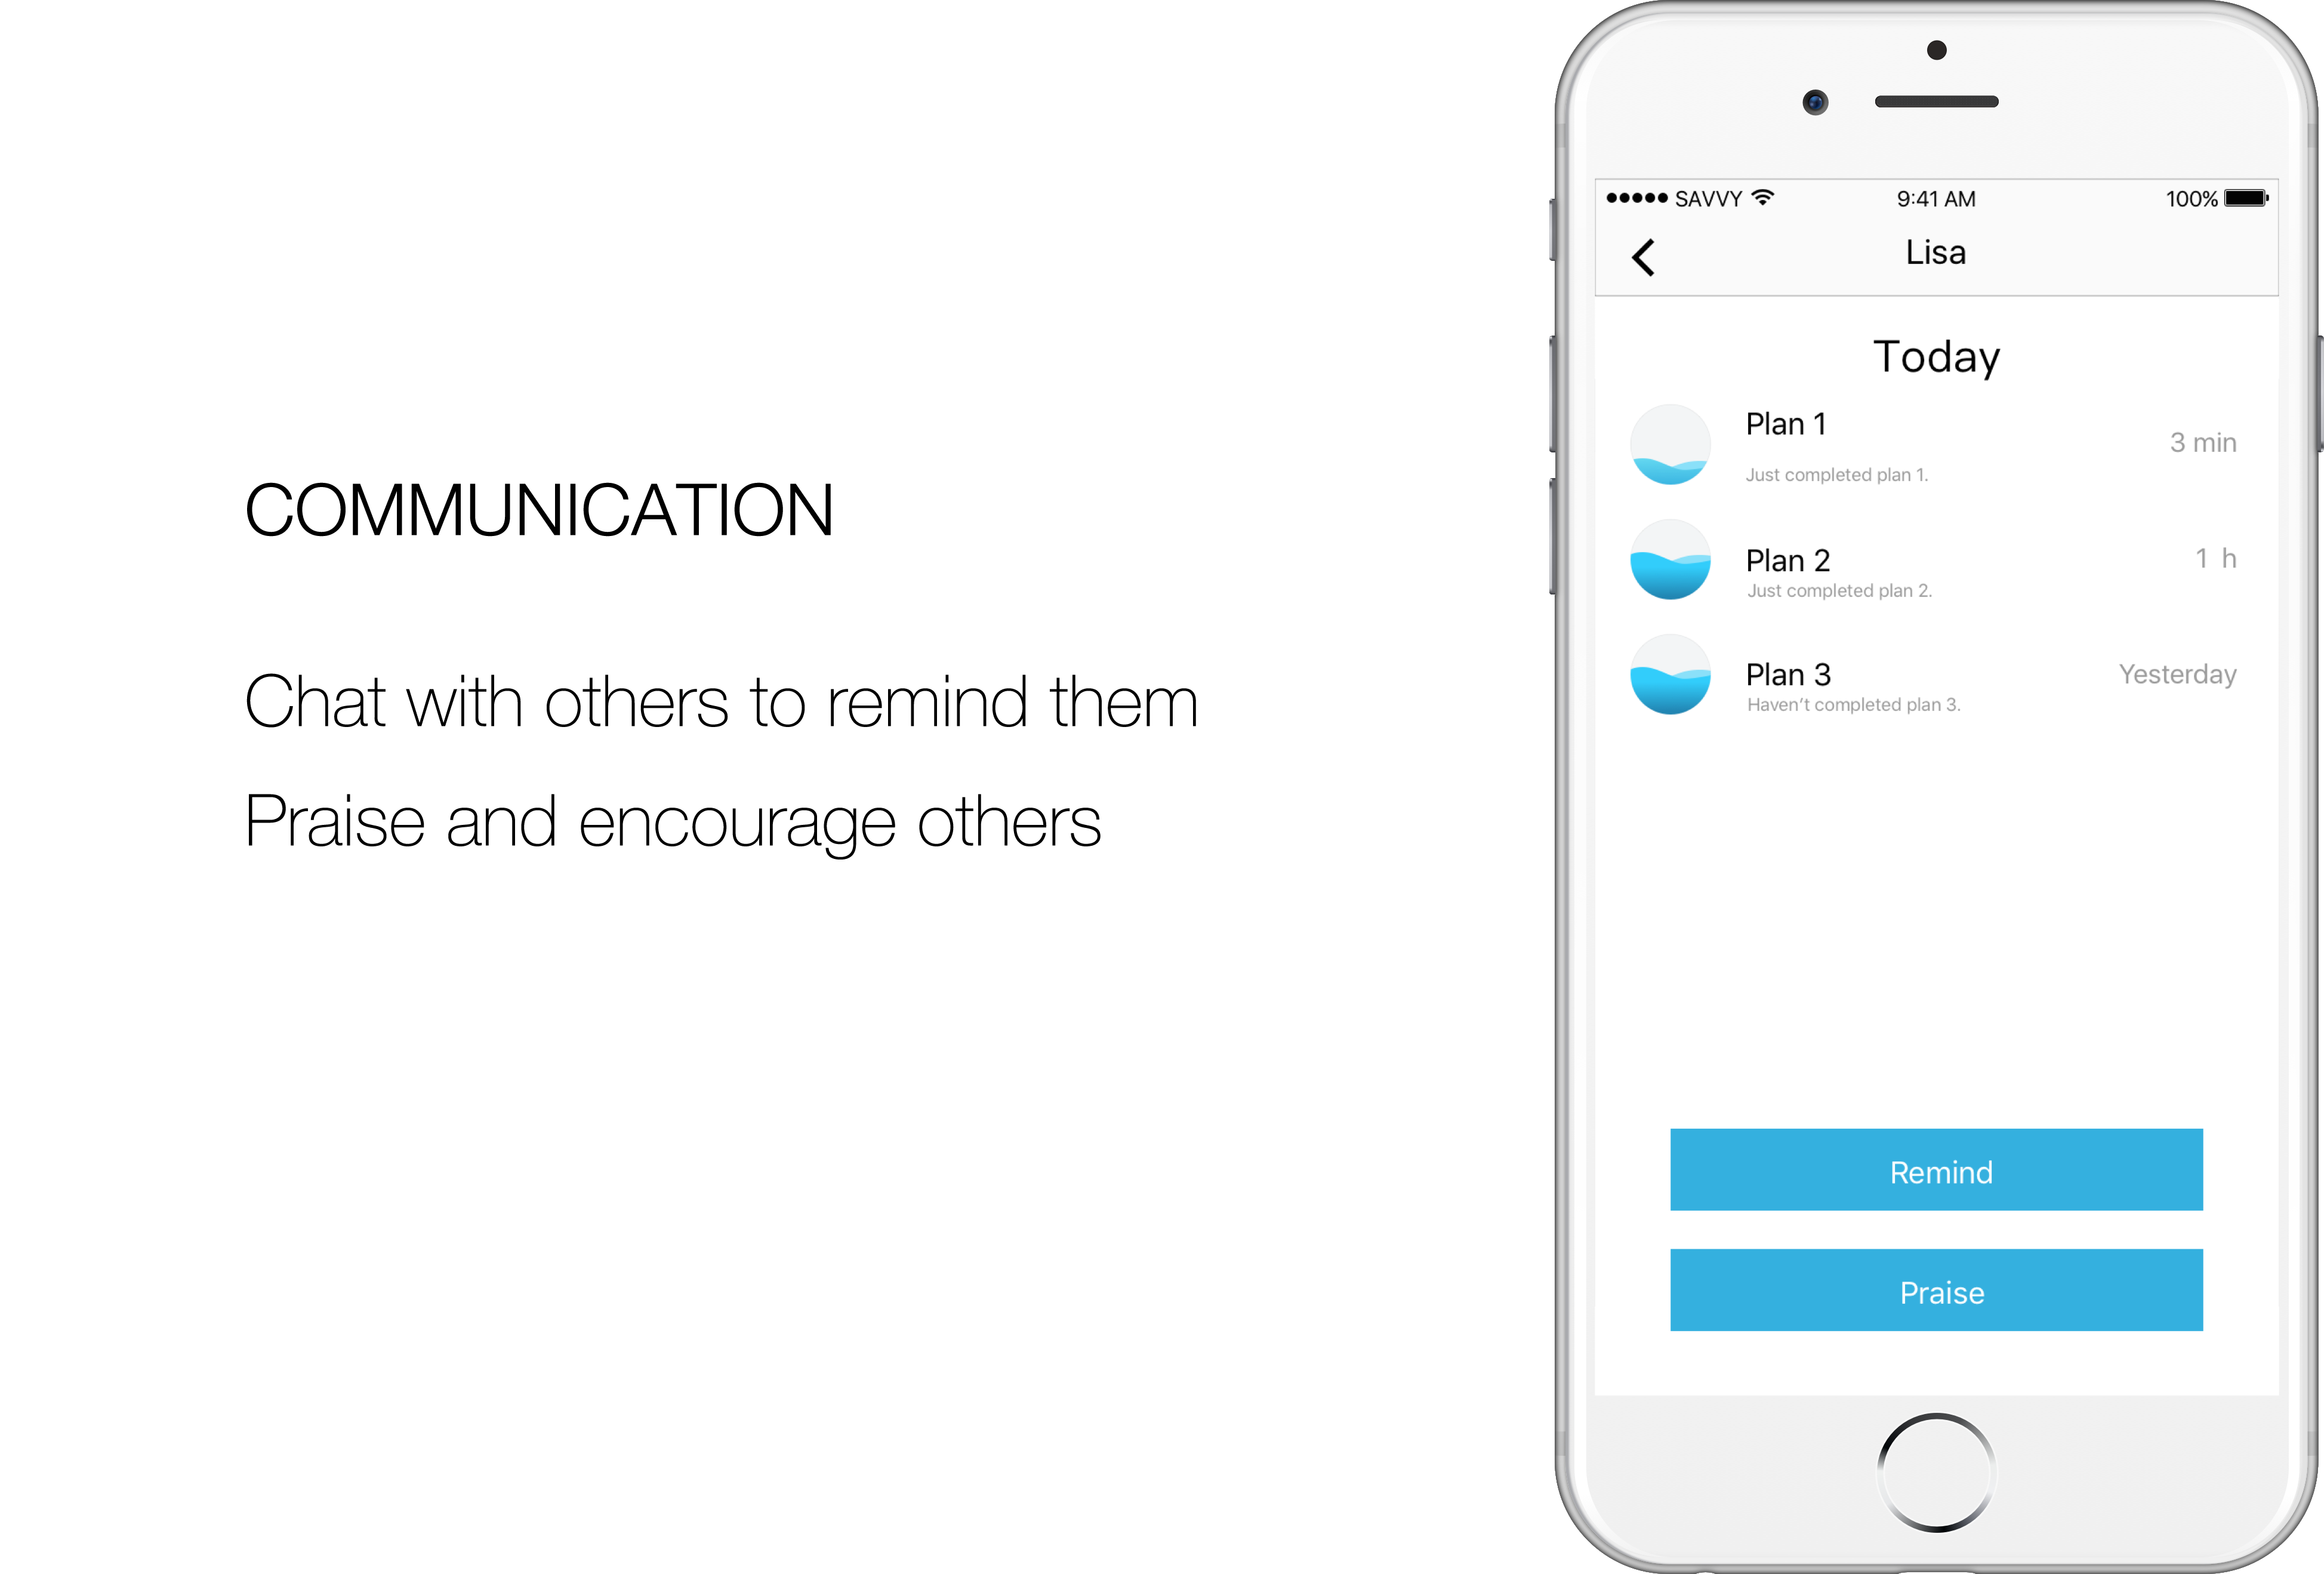 COMMUNICATION
Chat with others to remind them
Praise and encourage others
SAVVY 9:41 AM 100%
Lisa
Today
Plan 1
3 min
Just completed plan 1.
Plan 2
1 h
Just completed plan 2.
Plan 3
Yesterday
Haven’t completed plan 3.
Remind
Praise